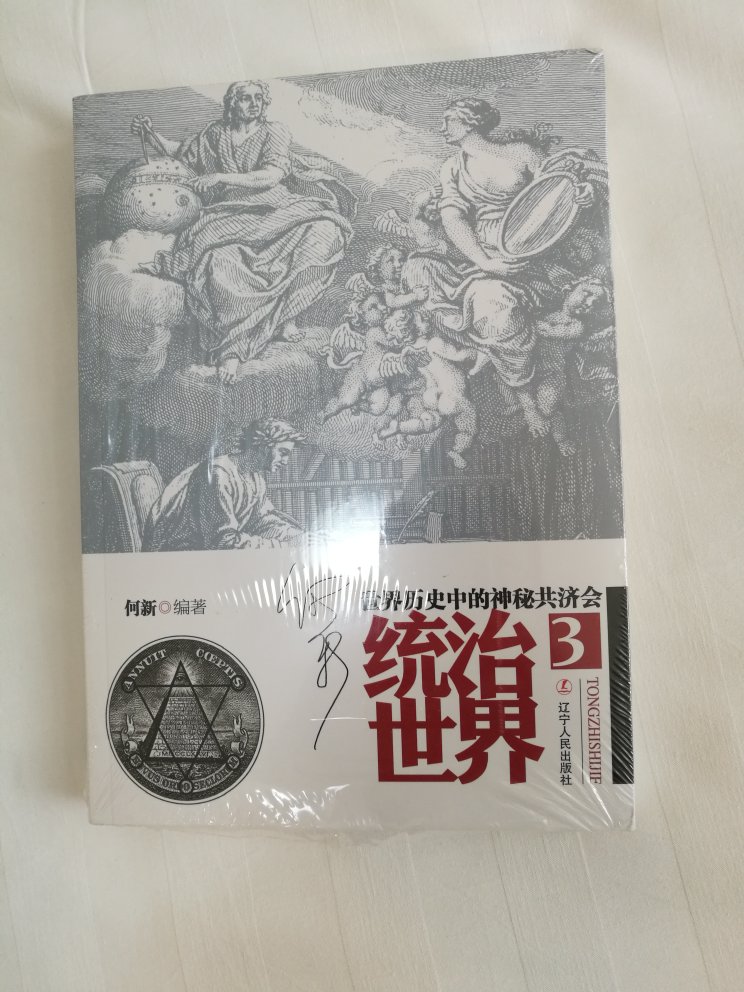 何新◎编著
世界历史中的神秘共济会
统治
世界
3
TONGZHISHIJIE
辽宁人民出版社
ANNUIT CŒPTIS